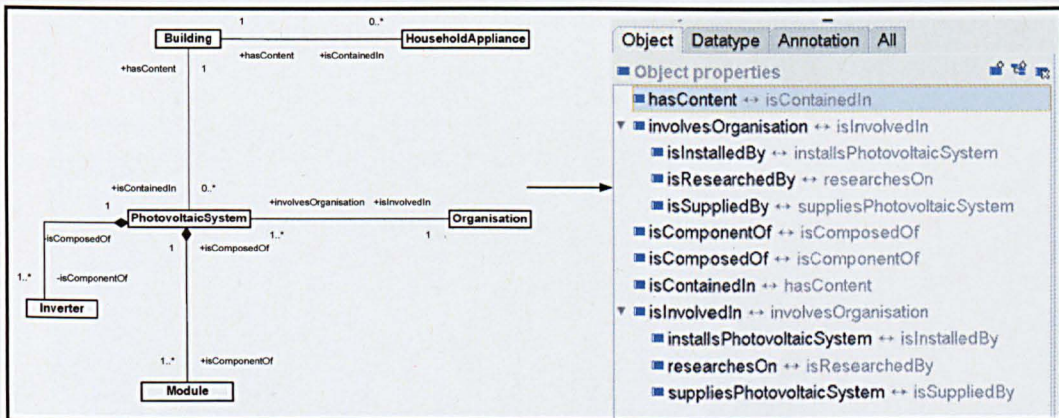 1 0..*
Building HouseholdAppliance
+hasContent +isContainedIn
+hasContent 1
+isContainedIn 0..*
1 +involvesOrganisation +isInvolvedIn
PhotovoltaicSystem Organisation
-isComposedOf 1 +isComposedOf 1..* 1
1..* -isComponentOf
Inverter
1..* +isComponentOf
Module
Object Datatype Annotation All
Object properties
hasContent ↔ isContainedIn
involvesOrganisation ↔ isInvolvedIn
isInstalledBy ↔ installsPhotovoltaicSystem
isResearchedBy ↔ researchesOn
isSuppliedBy ↔ suppliesPhotovoltaicSystem
isComponentOf ↔ isComposedOf
isComposedOf ↔ isComponentOf
isContainedIn ↔ hasContent
isInvolvedIn ↔ involvesOrganisation
installsPhotovoltaicSystem ↔ isInstalledBy
researchesOn ↔ isResearchedBy
suppliesPhotovoltaicSystem ↔ isSuppliedBy